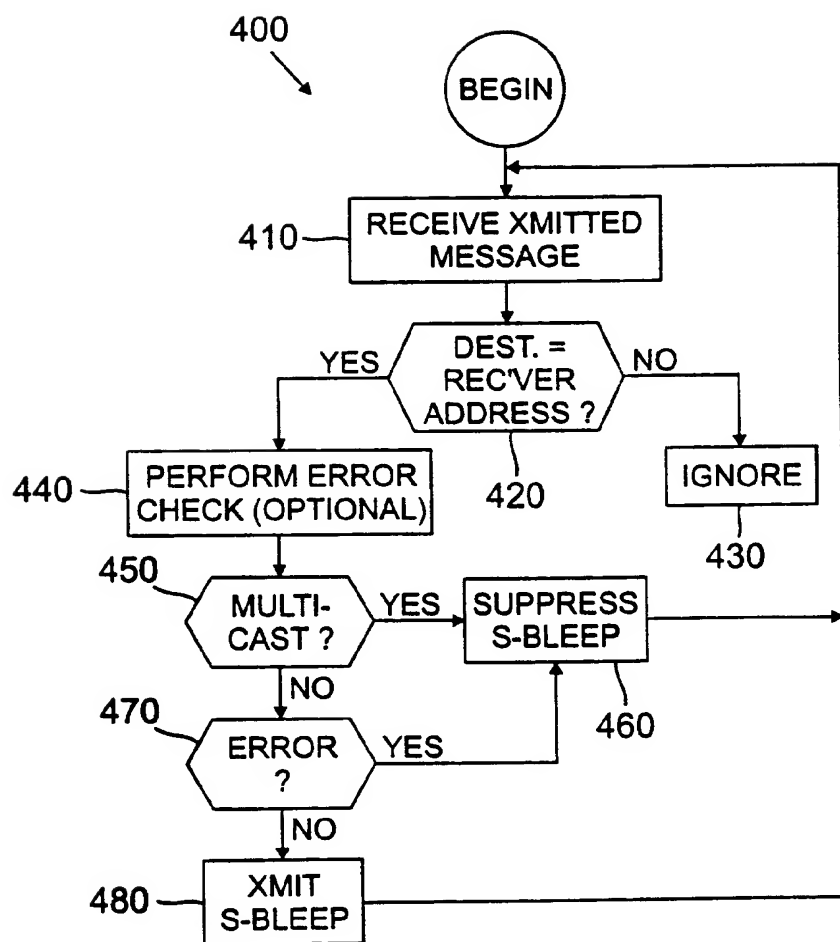 400
BEGIN
410
RECEIVE XMITTED
MESSAGE
YES
DEST. =
REC'VER
ADDRESS ?
NO
420
440
PERFORM ERROR
CHECK (OPTIONAL)
IGNORE
430
450
MULTI-
CAST ?
YES
SUPPRESS
S-BLEEP
460
NO
470
ERROR
?
YES
NO
480
XMIT
S-BLEEP